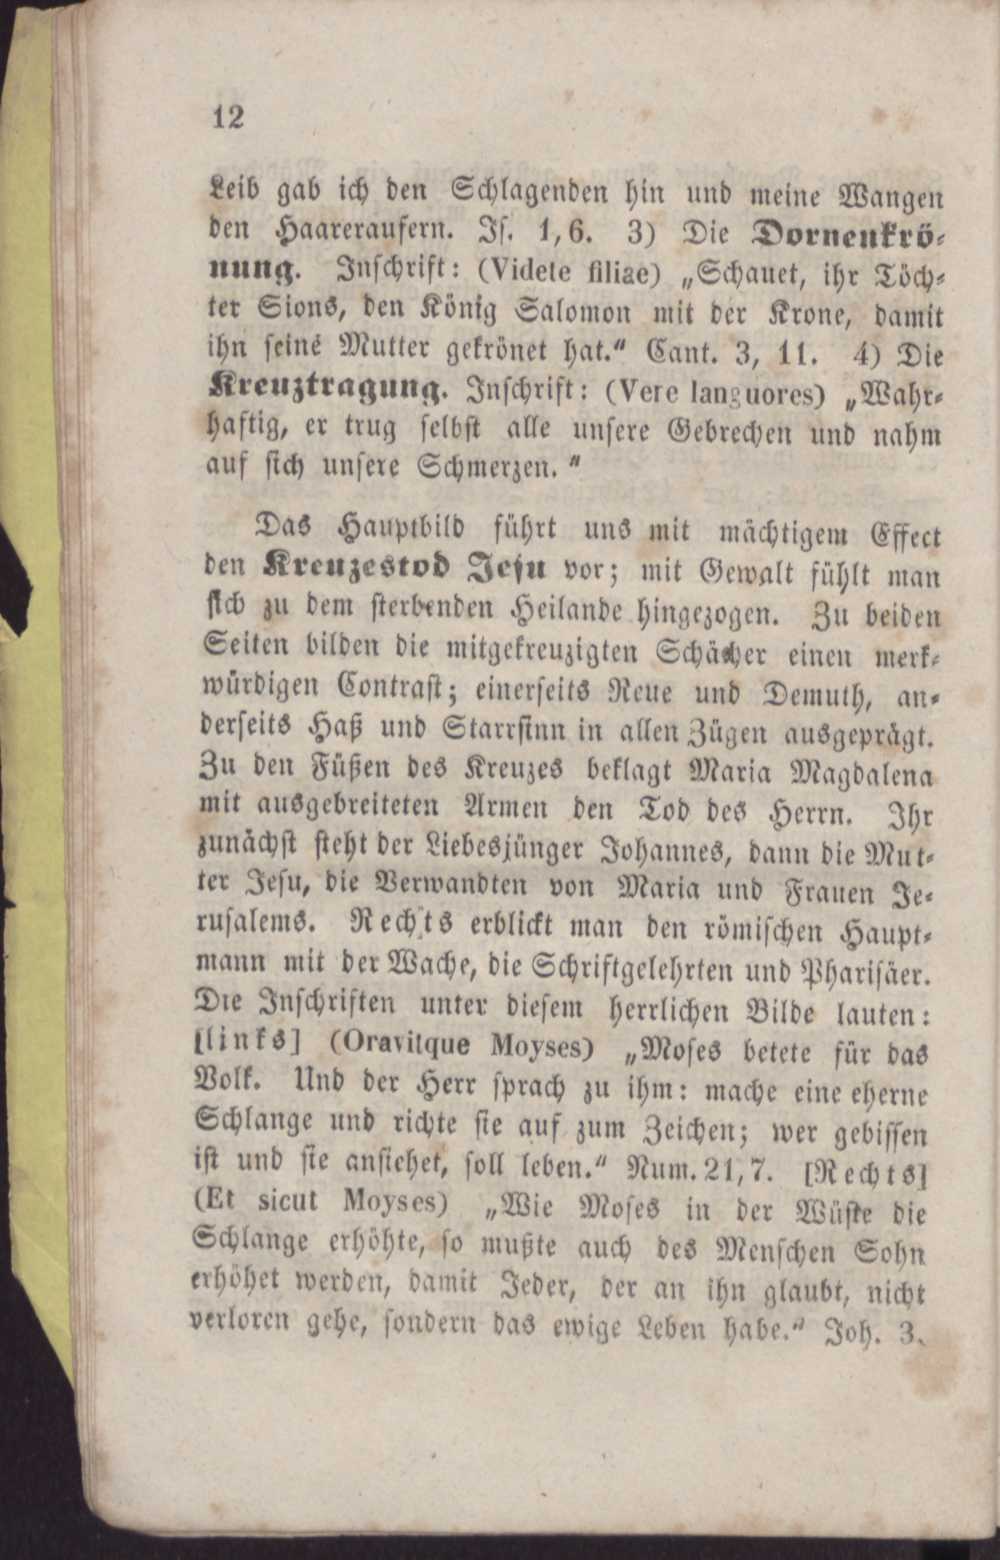 12
Leib gab ich den Schlagenden hin und meine Wangen
den Haareraufern. Is. 1, 6. 3) Die Dornenkrö-
nung. Inschrift: (Videte filiae) „Schauet, ihr Töch-
ter Sions, den König Salomon mit der Krone, damit
ihn seine Mutter gekrönet hat.“ Cant. 3, 11. 4) Die
Kreuztragung. Inschrift: (Vere languores) „Wahr-
haftig, er trug selbst alle unsere Gebrechen und nahm
auf sich unsere Schmerzen.“
Das Hauptbild führt uns mit mächtigem Effect
den Kreuzestod Jesu vor; mit Gewalt fühlt man
sich zu dem sterbenden Heilande hingezogen. Zu beiden
Seiten bilden die mitgekreuzigten Schächer einen merk-
würdigen Contrast; einerseits Reue und Demuth, an-
derseits Haß und Starrsinn in allen Zügen ausgeprägt.
Zu den Füßen des Kreuzes beklagt Maria Magdalena
mit ausgebreiteten Armen den Tod des Herrn. Ihr
zunächst steht der Liebesjünger Johannes, dann die Mut-
ter Jesu, die Verwandten von Maria und Frauen Je-
rusalems. Rechts erblickt man den römischen Haupt-
mann mit der Wache, die Schriftgelehrten und Pharisäer.
Die Inschriften unter diesem herrlichen Bilde lauten:
[links] (Oravitque Moyses) „Moses betete für das
Volk. Und der Herr sprach zu ihm: mache eine eherne
Schlange und richte sie auf zum Zeichen; wer gebissen
ist und sie ansiehet, soll leben.“ Num. 21, 7. [Rechts]
(Et sicut Moyses) „Wie Moses in der Wüste die
Schlange erhöhte, so mußte auch des Menschen Sohn
erhöhet werden, damit Jeder, der an ihn glaubt, nicht
verloren gehe, sondern das ewige Leben habe.“ Joh. 3.